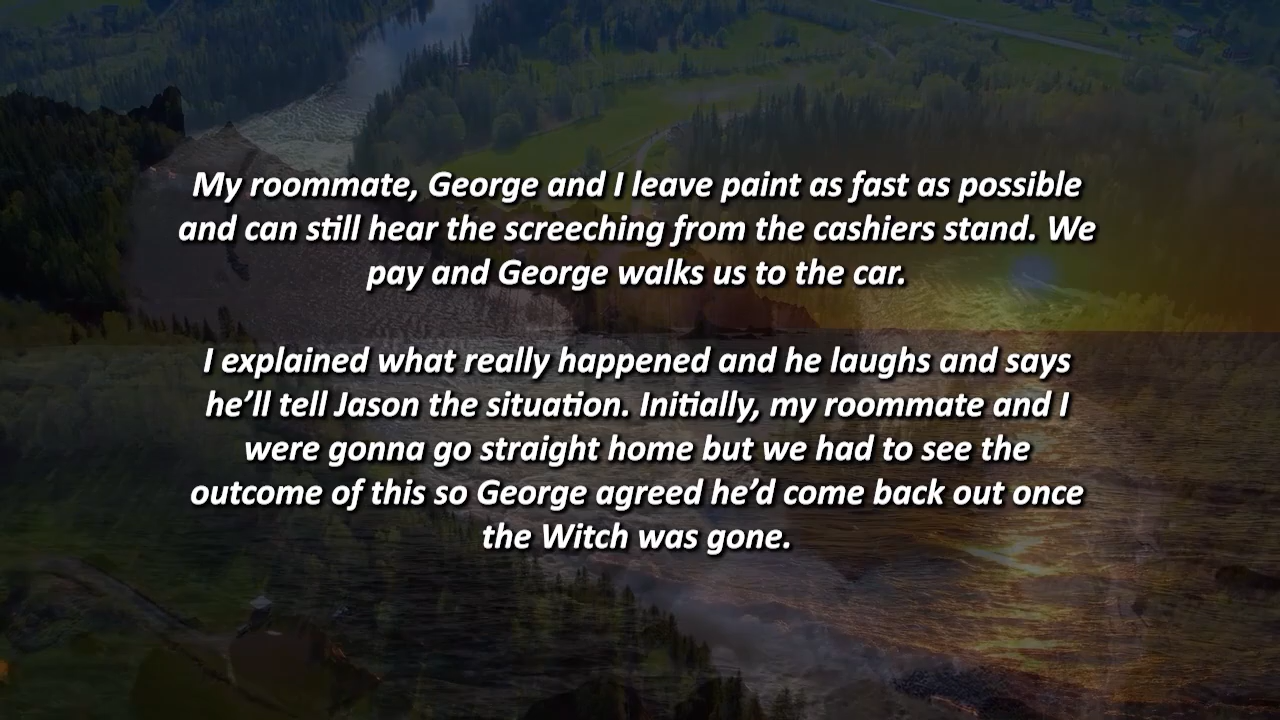 My roommate, George and I leave paint as fast as possible
and can still hear the screeching from the cashiers stand. We
pay and George walks us to the car.
I explained what really happened and he laughs and says
he’ll tell Jason the situation. Initially, my roommate and I
were gonna go straight home but we had to see the
outcome of this so George agreed he’d come back out once
the Witch was gone.